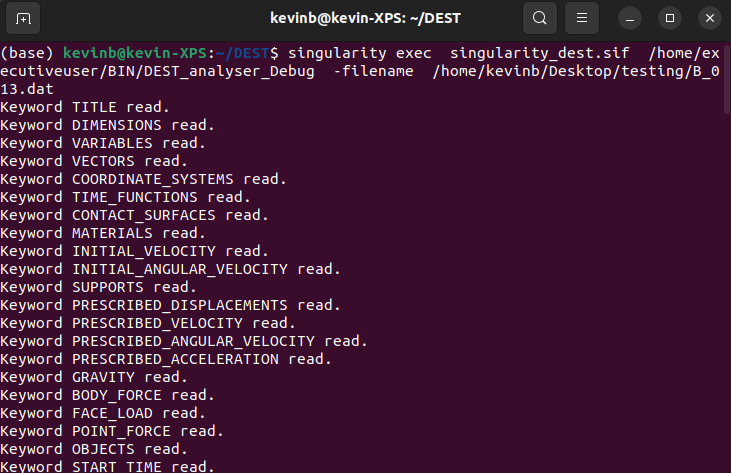 kevinb@kevin-XPS: ~/DEST
(base) kevinb@kevin-XPS:~/DEST$ singularity exec  singularity_dest.sif  /home/ex
ecutiveuser/BIN/DEST_analyser_Debug  -filename  /home/kevinb/Desktop/testing/B_0
13.dat
Keyword TITLE read.
Keyword DIMENSIONS read.
Keyword VARIABLES read.
Keyword VECTORS read.
Keyword COORDINATE_SYSTEMS read.
Keyword TIME_FUNCTIONS read.
Keyword CONTACT_SURFACES read.
Keyword MATERIALS read.
Keyword INITIAL_VELOCITY read.
Keyword INITIAL_ANGULAR_VELOCITY read.
Keyword SUPPORTS read.
Keyword PRESCRIBED_DISPLACEMENTS read.
Keyword PRESCRIBED_VELOCITY read.
Keyword PRESCRIBED_ANGULAR_VELOCITY read.
Keyword PRESCRIBED_ACCELERATION read.
Keyword GRAVITY read.
Keyword BODY_FORCE read.
Keyword FACE_LOAD read.
Keyword POINT_FORCE read.
Keyword OBJECTS read.
Keyword START_TIME read.